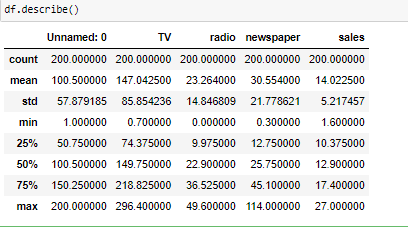 df.describe()
Unnamed: 0 TV radio newspaper sales
count 200.000000 200.000000 200.000000 200.000000 200.000000
mean 100.500000 147.042500 23.264000 30.554000 14.022500
std 57.879185 85.854236 14.846809 21.778621 5.217457
min 1.000000 0.700000 0.000000 0.300000 1.600000
25% 50.750000 74.375000 9.975000 12.750000 10.375000
50% 100.500000 149.750000 22.900000 25.750000 12.900000
75% 150.250000 218.825000 36.525000 45.100000 17.400000
max 200.000000 296.400000 49.600000 114.000000 27.000000